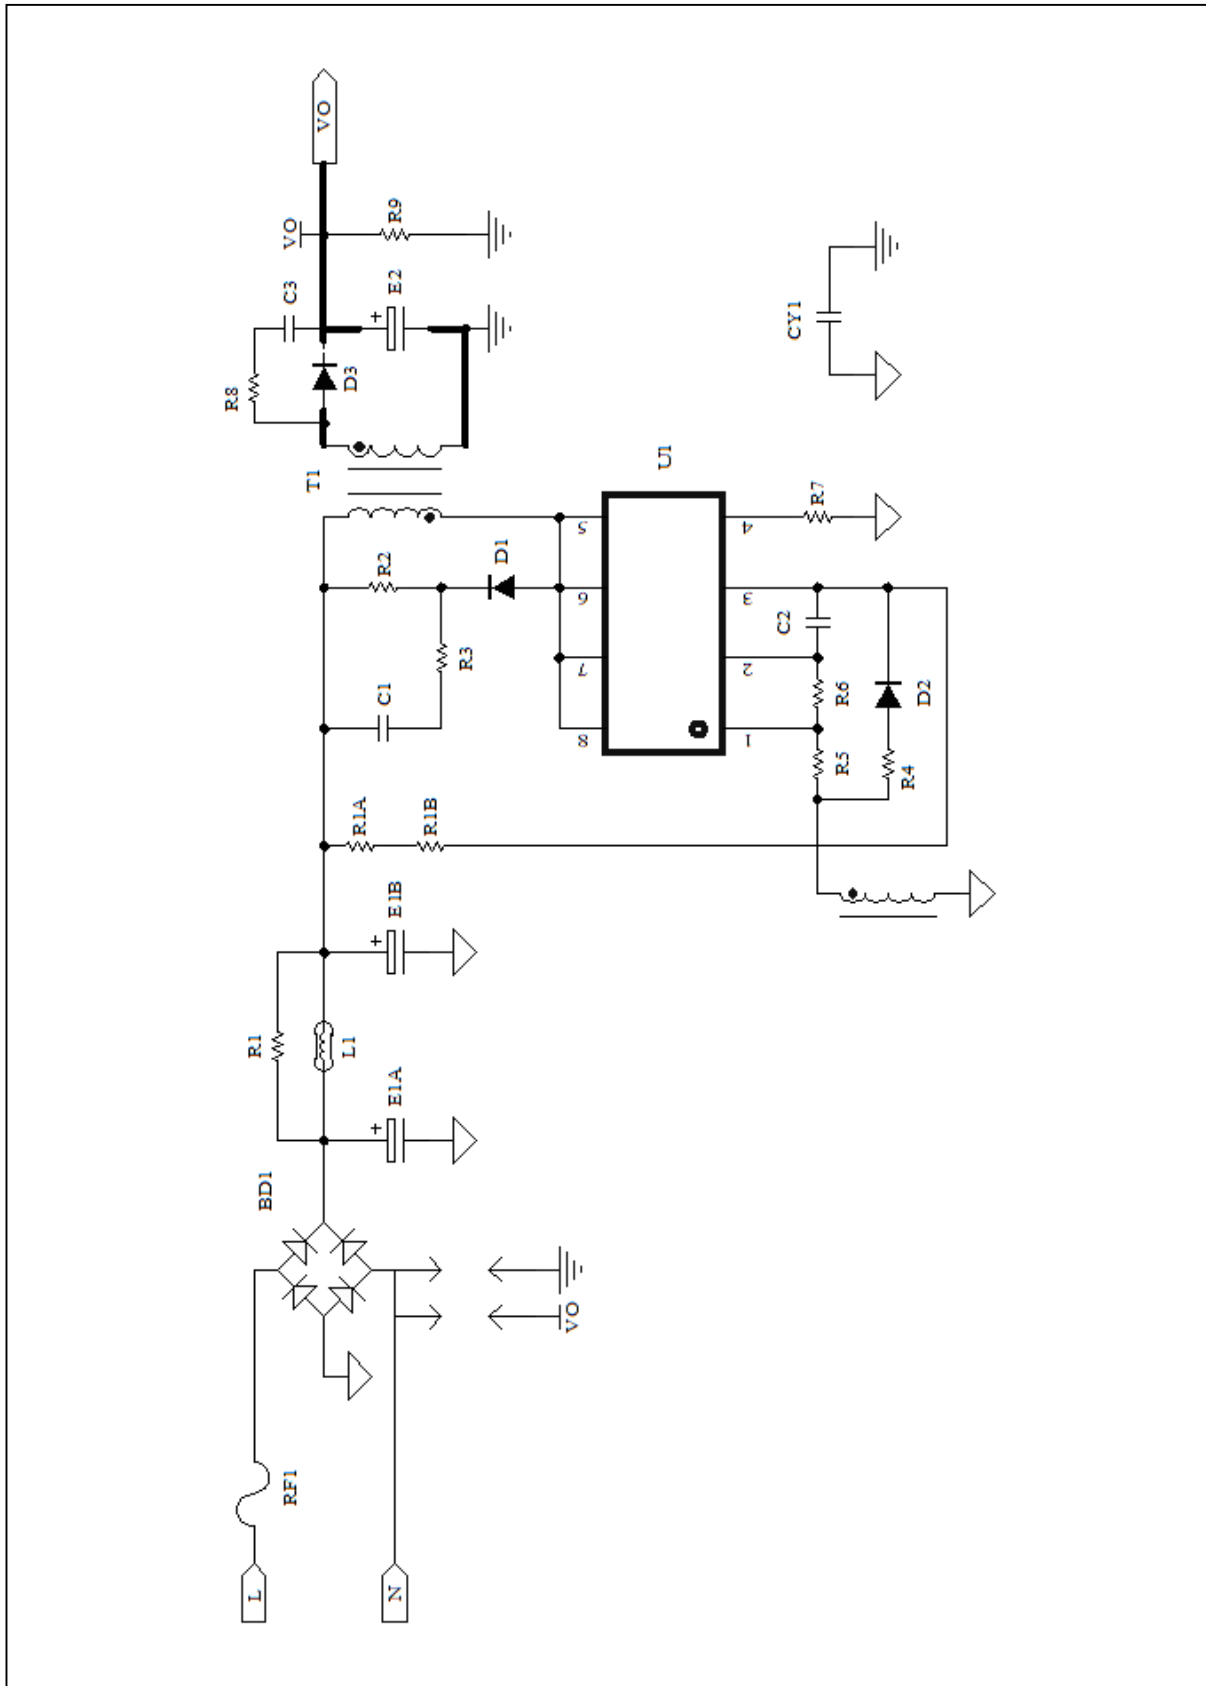 VO
VO
R9
C3
+
E2
R8
D3
T1
CY1
U1
R2
D1
5
4
R7
6
3
C1
R3
7
2
C2
8
1
R6
D2
R5
R4
R1A
R1B
+
E1B
R1
L1
+
E1A
BD1
VO
RF1
L
N